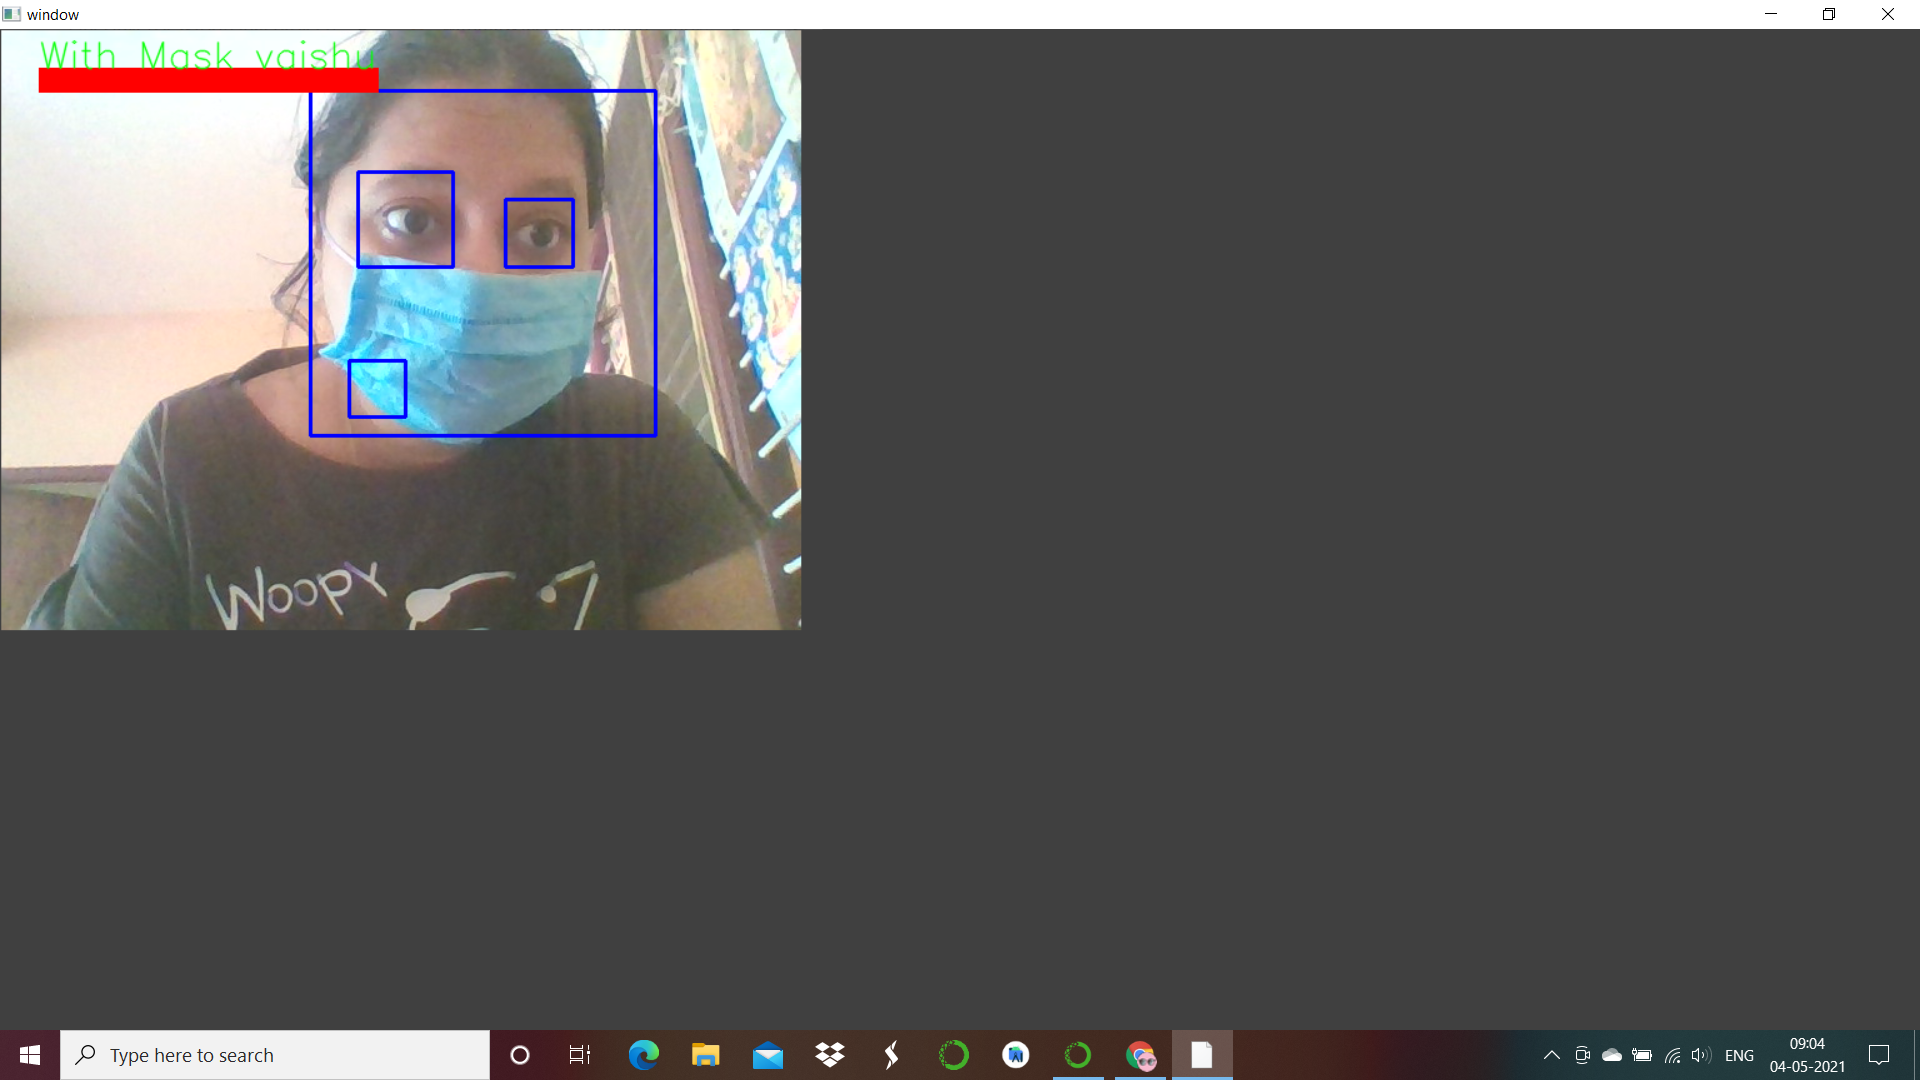 window
With Mask vaishu
Woopy
Type here to search
ENG
09:04
04-05-2021